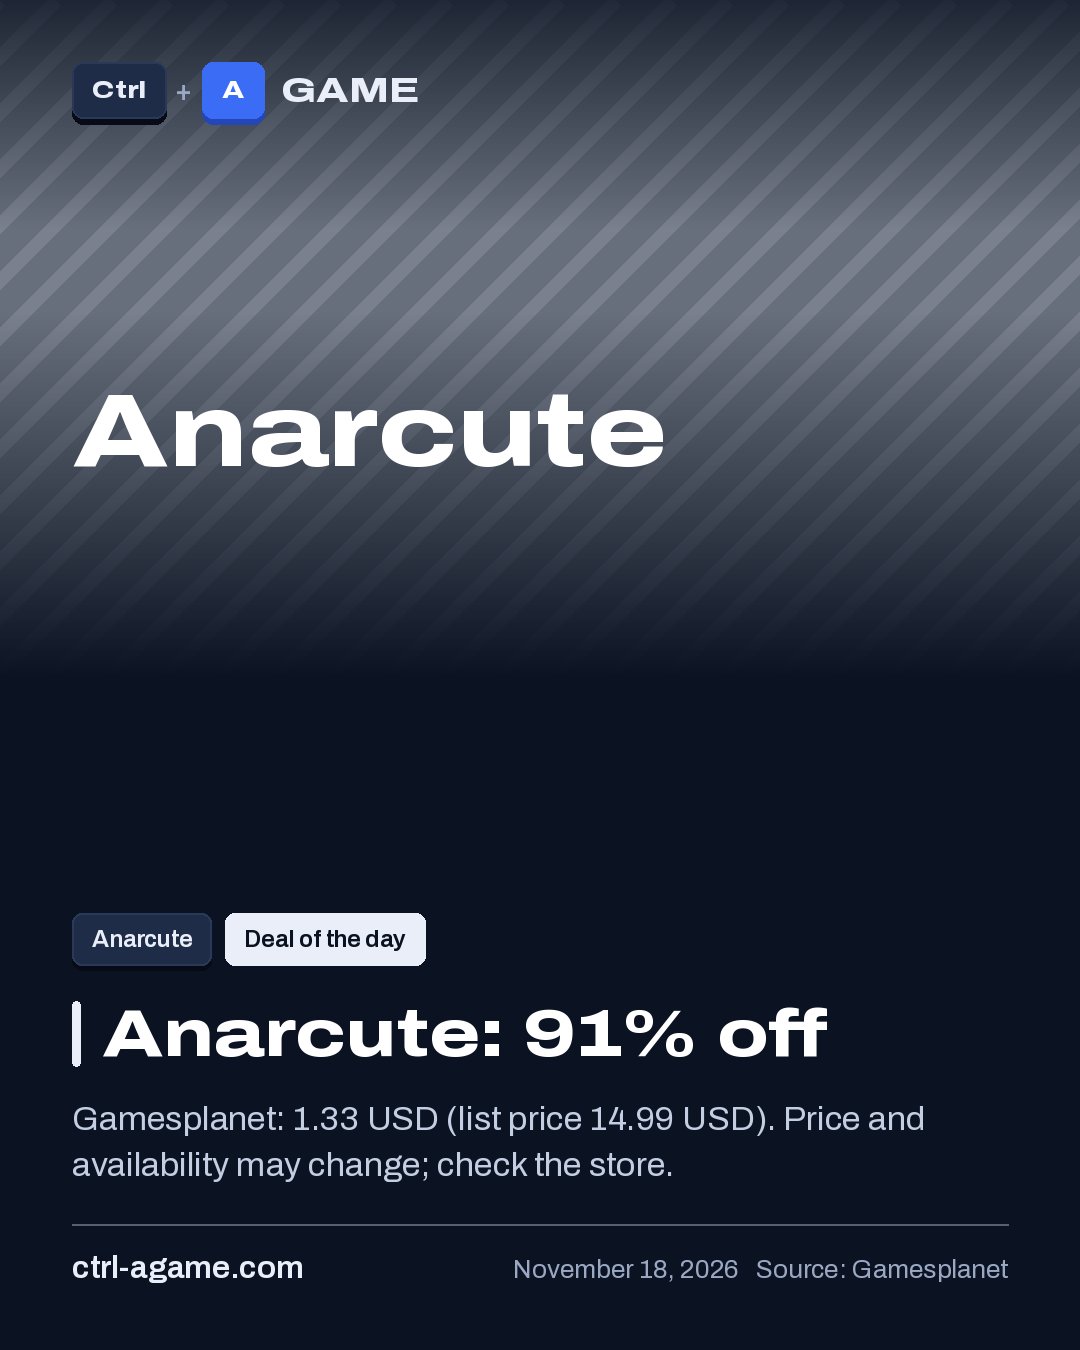 Ctrl + A GAME
Anarcute
Anarcute Deal of the day
Anarcute: 91% off
Gamesplanet: 1.33 USD (list price 14.99 USD). Price and
availability may change; check the store.
ctrl-agame.com November 18, 2026 Source: Gamesplanet